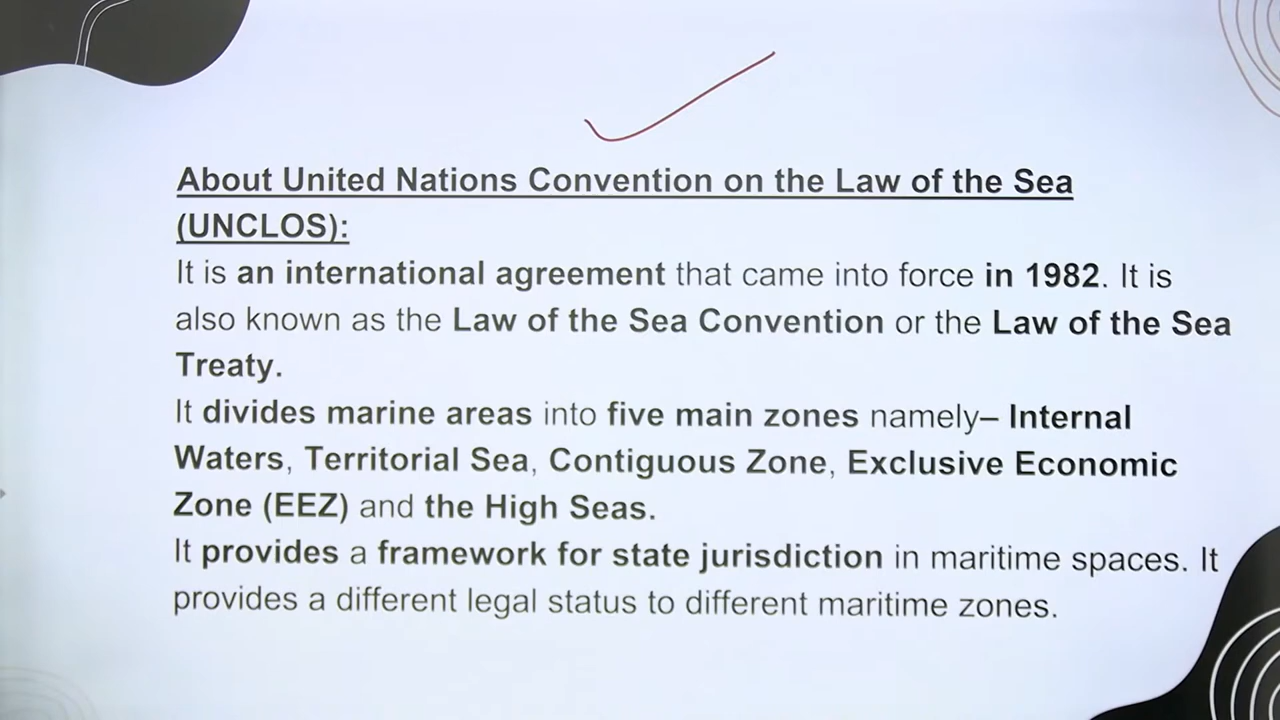 About United Nations Convention on the Law of the Sea
(UNCLOS):
It is an international agreement that came into force in 1982. It is
also known as the Law of the Sea Convention or the Law of the Sea
Treaty.
It divides marine areas into five main zones namely– Internal
Waters, Territorial Sea, Contiguous Zone, Exclusive Economic
Zone (EEZ) and the High Seas.
It provides a framework for state jurisdiction in maritime spaces. It
provides a different legal status to different maritime zones.